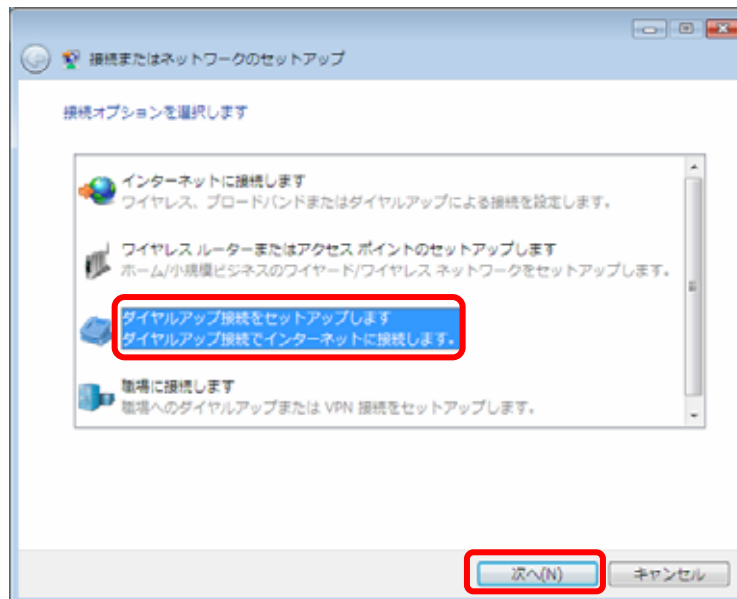 接続またはネットワークのセットアップ
接続オプションを選択します
インターネットに接続します
ワイヤレス、ブロードバンドまたはダイヤルアップによる接続を設定します。
ワイヤレス ルーターまたはアクセス ポイントのセットアップします
ホーム/小規模ビジネスのワイヤード/ワイヤレス ネットワークをセットアップします。
ダイヤルアップ接続をセットアップします
ダイヤルアップ接続でインターネットに接続します。
職場に接続します
職場へのダイヤルアップまたは VPN 接続をセットアップします。
次へ(N)
キャンセル